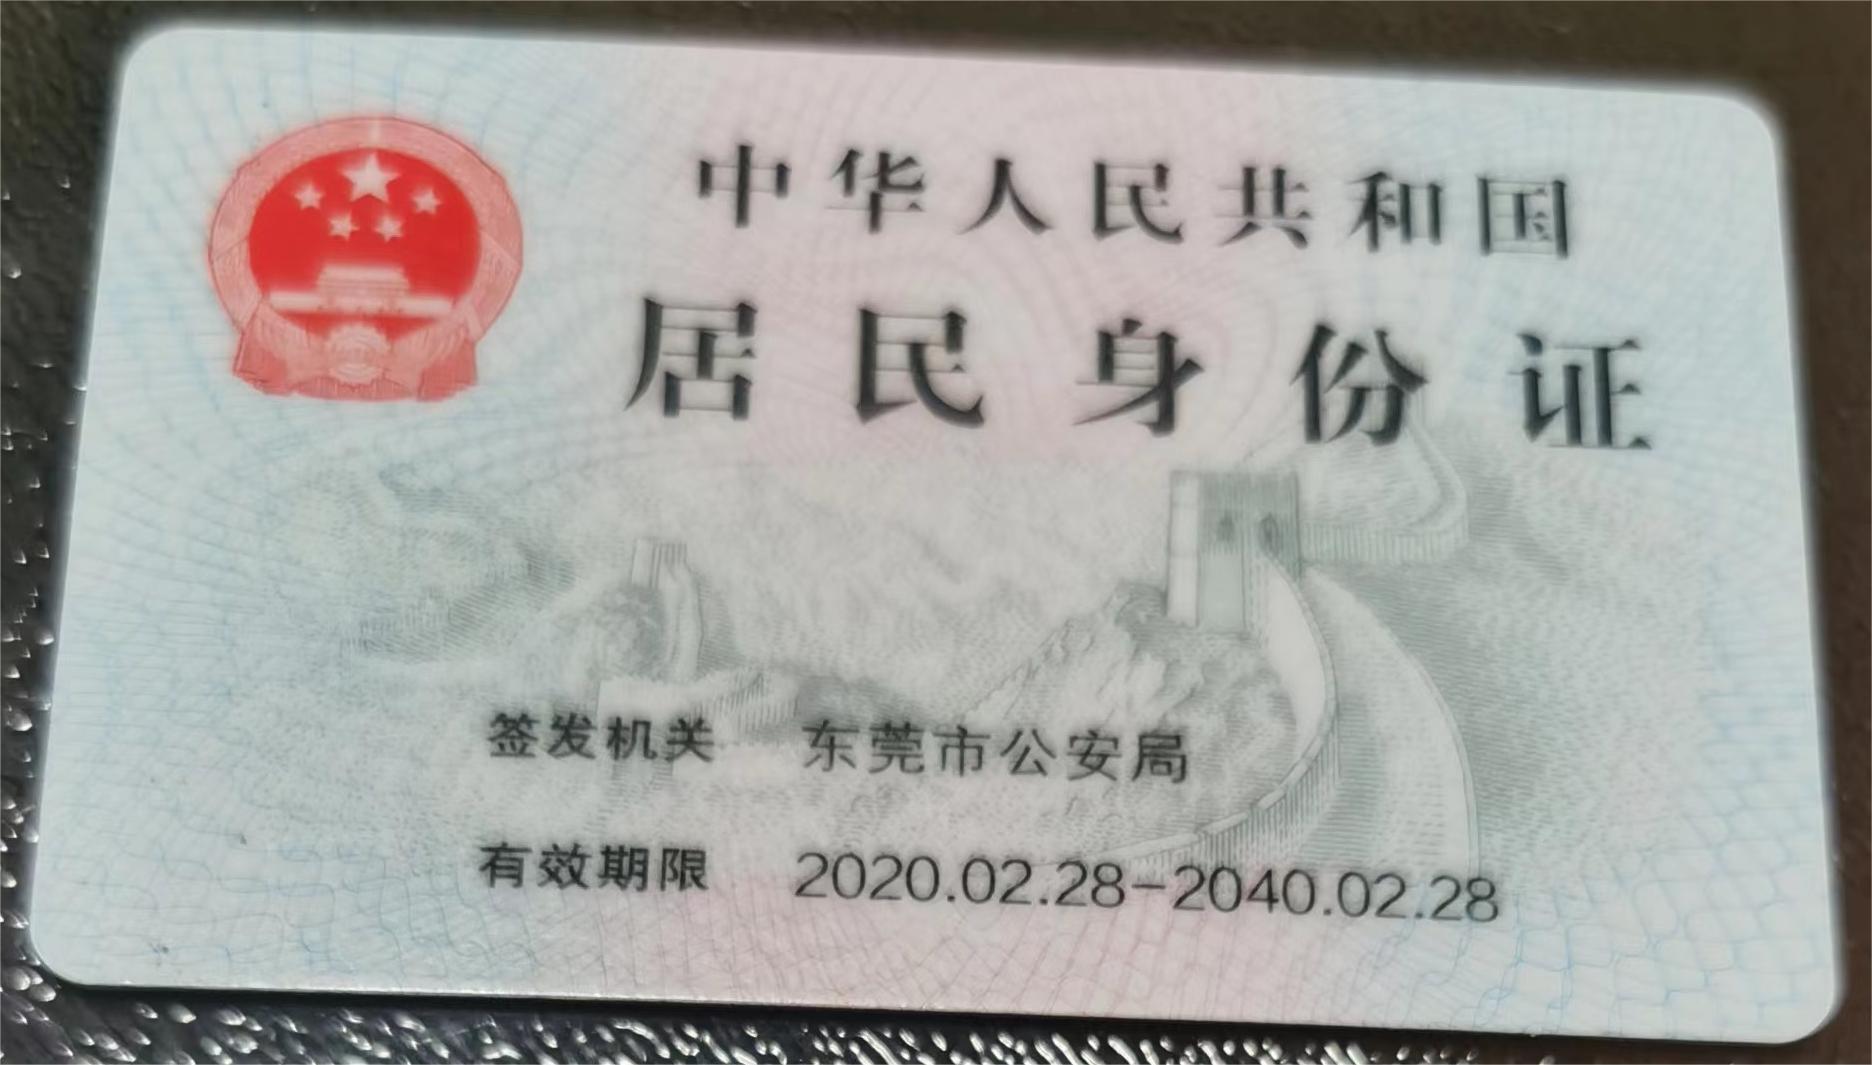 中华人民共和国
居民身份证
签发机关 东莞市公安局
有效期限 2020.02.28-2040.02.28